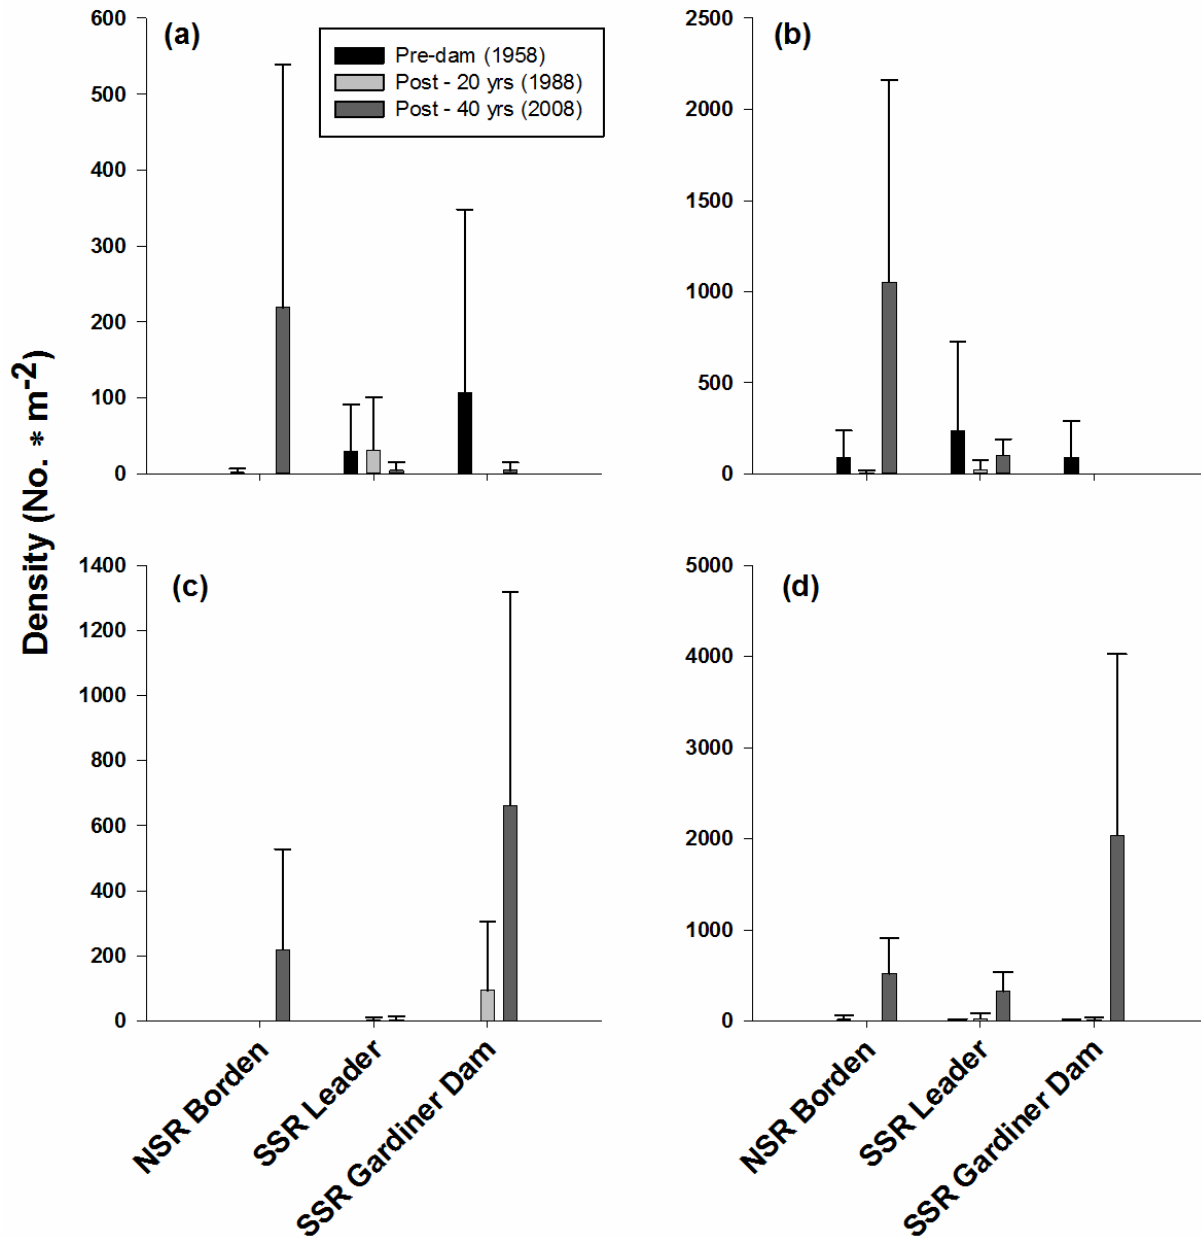 (a)
Pre-dam (1958)
Post - 20 yrs (1988)
Post - 40 yrs (2008)
600
500
400
300
200
100
0
(b)
2500
2000
1500
1000
500
0
Density (No. * m-2)
(c)
1400
1200
1000
800
600
400
200
0
NSR Borden
SSR Leader
SSR Gardiner Dam
(d)
5000
4000
3000
2000
1000
0
NSR Borden
SSR Leader
SSR Gardiner Dam